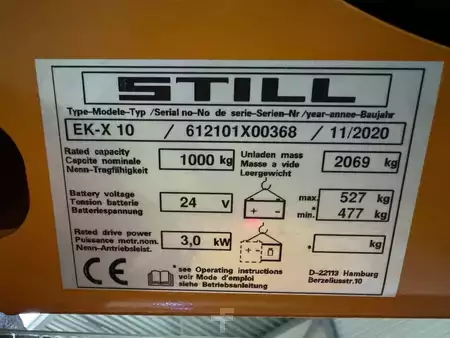 STILL
Type-Modele-Typ /Serial no-No de serie-Serien-Nr /year-annee-Baujahr
EK-X 10 / 612101X00368 / 11/2020
Rated capacity
Capcite nominale
Nenn-Tragfähigkeit
1000 kg
Unladen mass
Masse a vide
Leergewicht
2069 kg
Battery voltage
Tension batterie
Batteriespannung
24 V
max. 527 kg
* min. 477 kg
Rated drive power
Puissance motr.nom.
Nenn-Antriebsleist.
3,0 kW
* kg
CE
*see Operating instructions
voir Mode d'emploi
siehe Betriebsanleitung
D-22113 Hamburg
Berzeliusstr.10